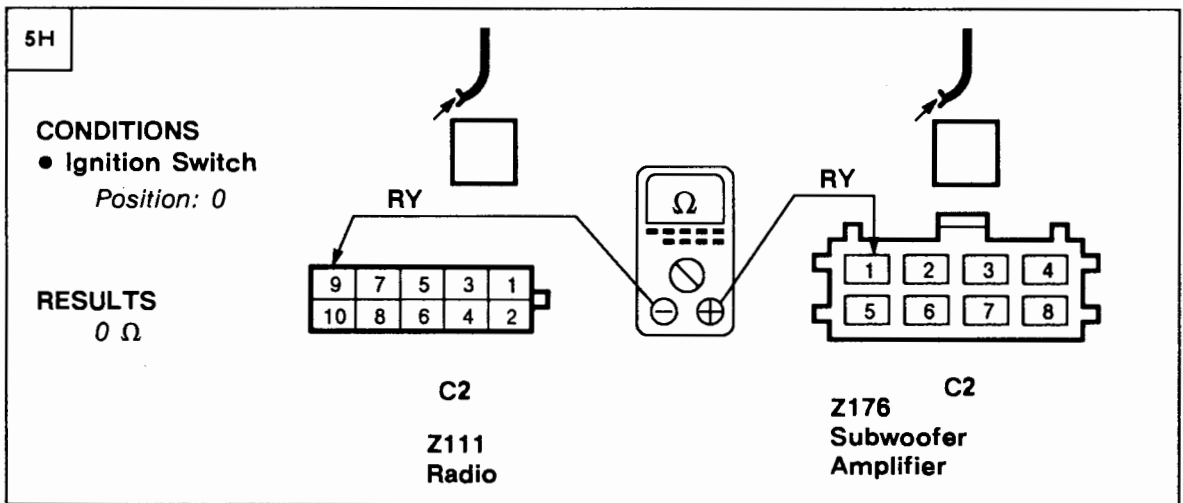 5H
CONDITIONS
● Ignition Switch
Position: 0
RESULTS
0 Ω
RY
Ω
− +
RY
9 7 5 3 1
10 8 6 4 2
C2
Z111
Radio
1 2 3 4
5 6 7 8
C2
Z176
Subwoofer
Amplifier